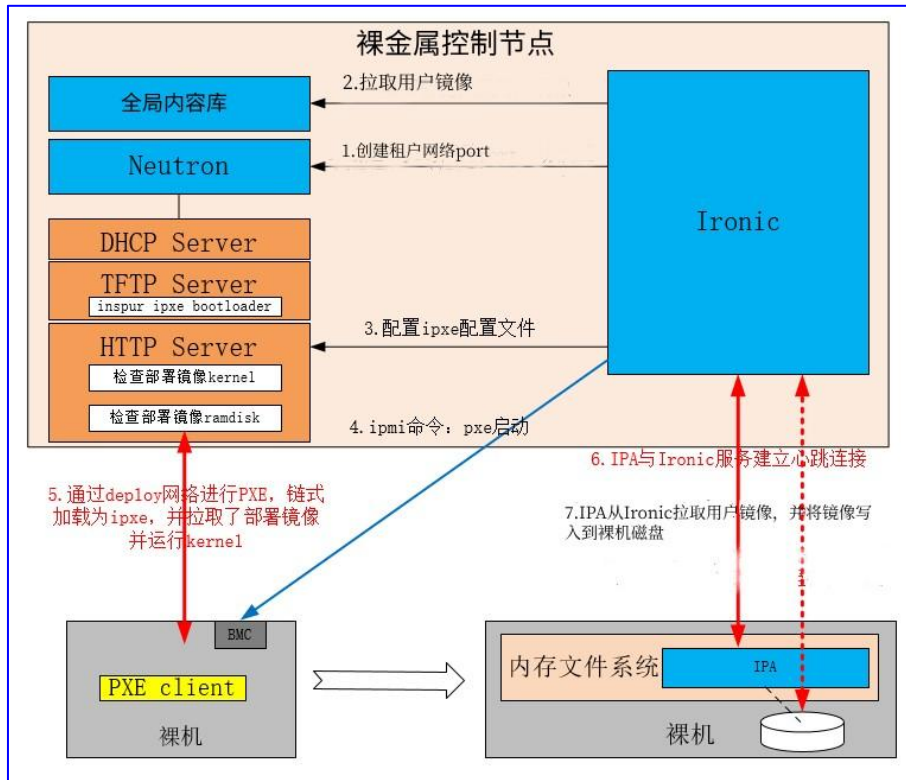 裸金属控制节点
全局内容库
2.拉取用户镜像
Neutron
1.创建租户网络port
Ironic
DHCP Server
TFTP Server
inspur ipxe bootloader
HTTP Server
3.配置ipxe配置文件
检查部署镜像kernel
检查部署镜像ramdisk
4.ipmi命令：pxe启动
5.通过deploy网络进行PXE，链式
加载为ipxe，并拉取了部署镜像
并运行kernel
6.IPA与Ironic服务建立心跳连接
7.IPA从Ironic拉取用户镜像，并将镜像写
入到裸机磁盘
BMC
PXE client
裸机
内存文件系统
IPA
裸机